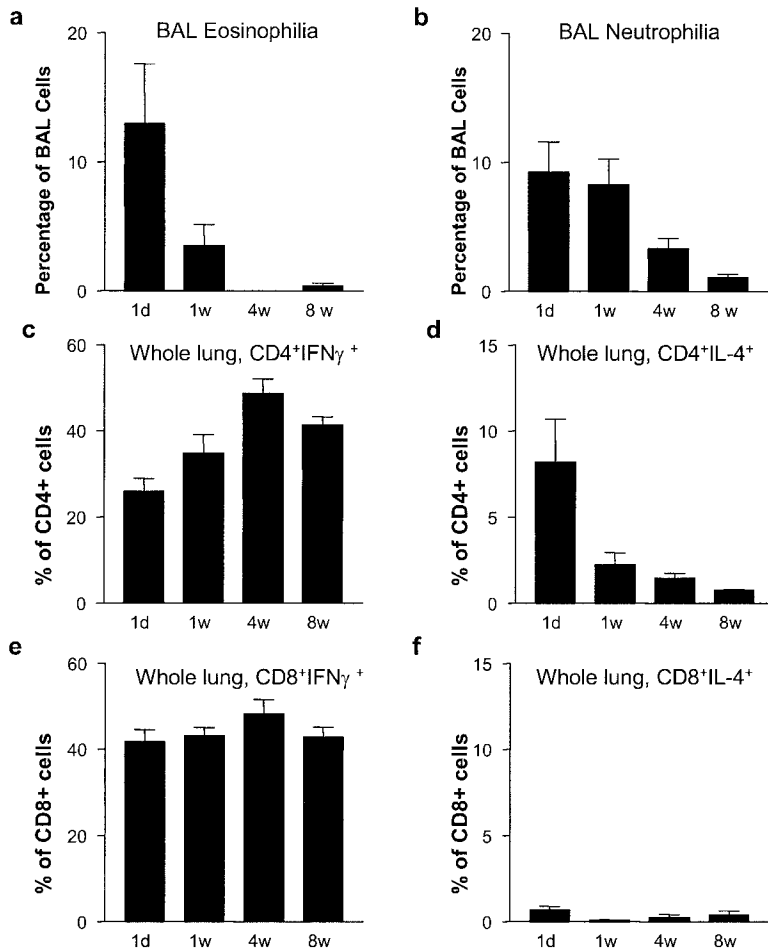 a
BAL Eosinophilia
20
10
0
Percentage of BAL Cells
1d 1w 4w 8 w
b
BAL Neutrophilia
20
10
0
Percentage of BAL Cells
1d 1w 4w 8 w
c
Whole lung, CD4⁺IFNγ ⁺
60
40
20
0
% of CD4+ cells
1d 1w 4w 8w
d
Whole lung, CD4⁺IL-4⁺
15
10
5
0
% of CD4+ cells
1d 1w 4w 8w
e
Whole lung, CD8⁺IFNγ ⁺
60
40
20
0
% of CD8+ cells
1d 1w 4w 8w
f
Whole lung, CD8⁺IL-4⁺
15
10
5
0
% of CD8+ cells
1d 1w 4w 8w